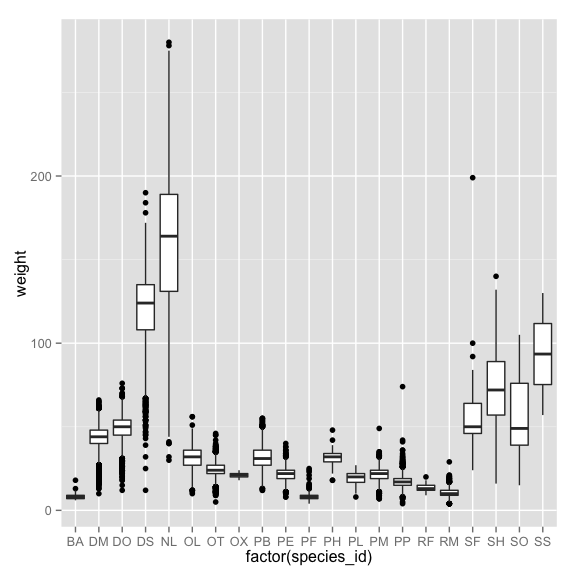 weight
200
100
0
BA DM DO DS NL OL OT OX PB PE PF PH PL PM PP RF RM SF SH SO SS
factor(species_id)